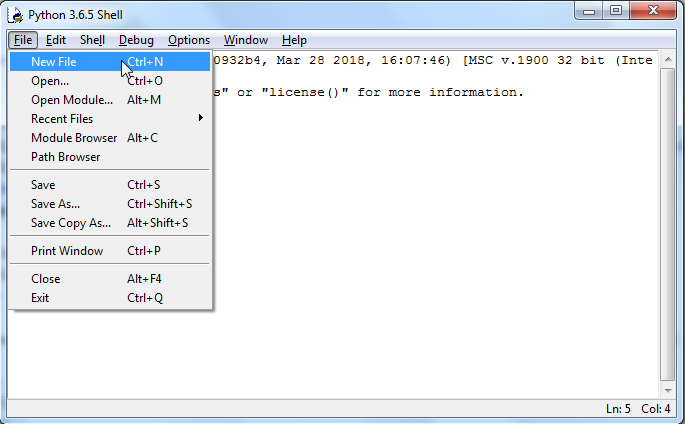 Python 3.6.5 Shell
File Edit Shell Debug Options Window Help
0932b4, Mar 28 2018, 16:07:46) [MSC v.1900 32 bit (Inte
s" or "license()" for more information.
New File Ctrl+N
Open... Ctrl+O
Open Module... Alt+M
Recent Files
Module Browser Alt+C
Path Browser
Save Ctrl+S
Save As... Ctrl+Shift+S
Save Copy As... Alt+Shift+S
Print Window Ctrl+P
Close Alt+F4
Exit Ctrl+Q
Ln: 5 Col: 4